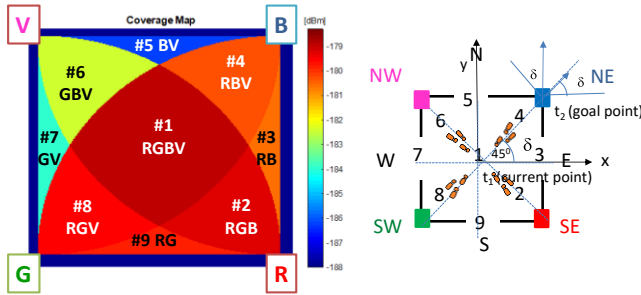 Coverage Map
[dBm]
V
B
#5 BV
#4
RBV
#6
GBV
#1
RGBV
#7
GV
#3
RB
#8
RGV
#2
RGB
#9 RG
G
R
-179
-180
-181
-182
-183
-184
-185
-186
-187
-188
N
y
NW
NE
δ
δ
5
6
4
t₂ (goal point)
δ
W
7
1
45⁰
3
E
x
t₁(current point)
8
2
SW
9
SE
S